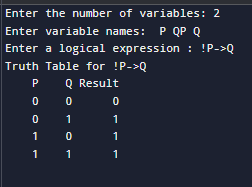 Enter the number of variables: 2
Enter variable names:  P QP Q
Enter a logical expression : !P->Q
Truth Table for !P->Q
P Q Result
0 0 0
0 1 1
1 0 1
1 1 1